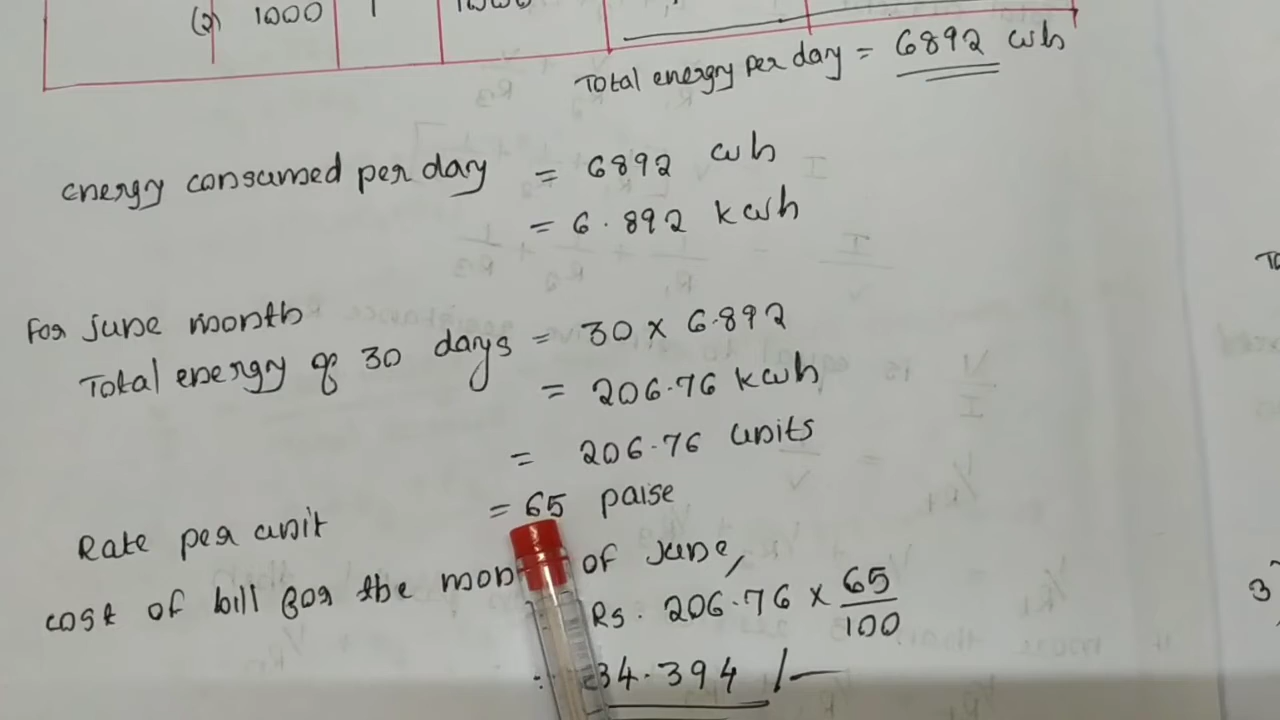 (2) 1000
Total energy per day = 6892 wh
energy consumed per day = 6892 wh
= 6.892 kwh
For june month
Total energy of 30 days = 30 × 6.892
= 206.76 kwh
= 206.76 units
Rate per unit = 65 paise
cost of bill for the of june,
Rs. 206.76 × 65/100
34.394 /-